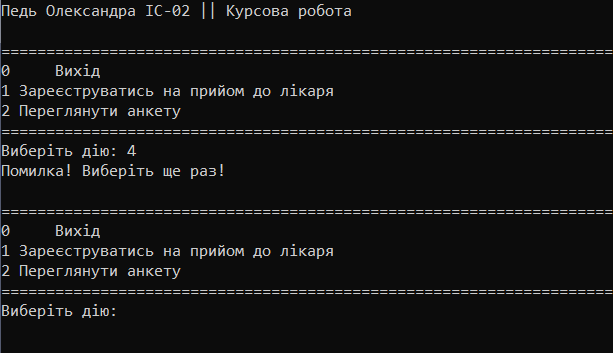 Педь Олександра ІС-02 || Курсова робота
====================================================================
0     Вихід
1 Зареєструватись на прийом до лікаря
2 Переглянути анкету
====================================================================
Виберіть дію: 4
Помилка! Виберіть ще раз!
====================================================================
0     Вихід
1 Зареєструватись на прийом до лікаря
2 Переглянути анкету
====================================================================
Виберіть дію: